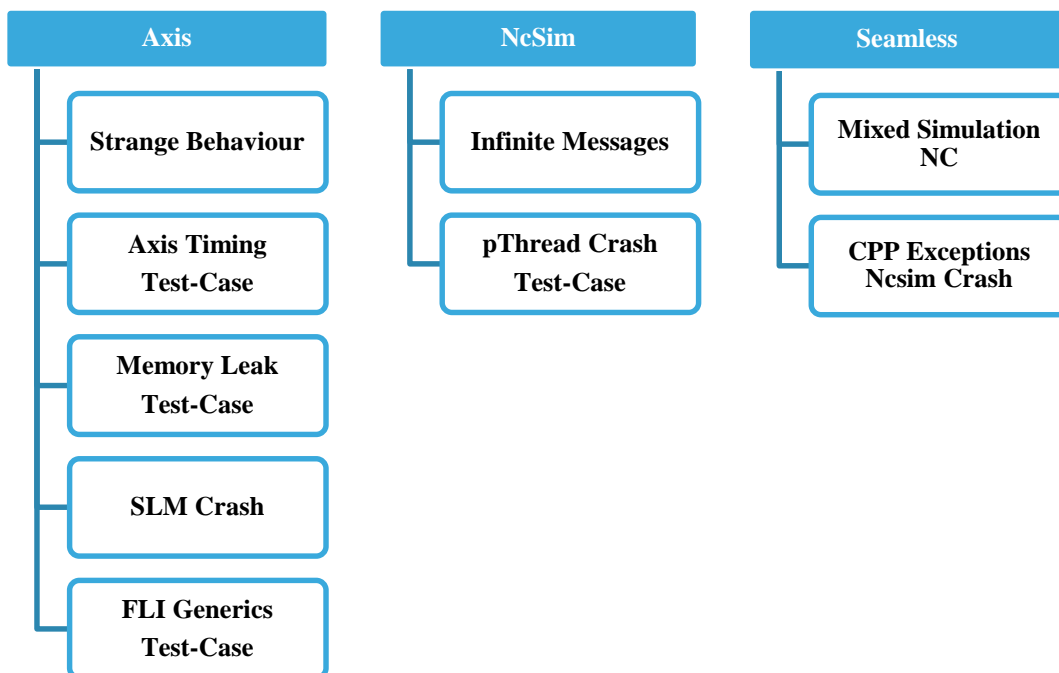 Axis
Strange Behaviour
Axis Timing
Test-Case
Memory Leak
Test-Case
SLM Crash
FLI Generics
Test-Case
NcSim
Infinite Messages
pThread Crash
Test-Case
Seamless
Mixed Simulation
NC
CPP Exceptions
Ncsim Crash